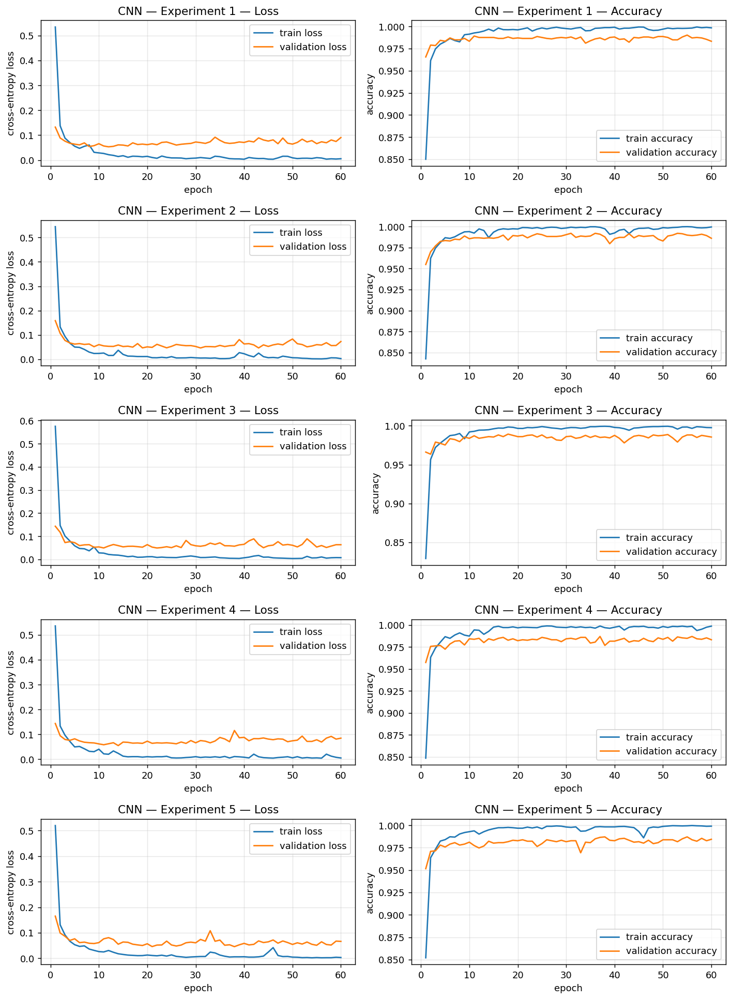 CNN — Experiment 1 — Loss
cross-entropy loss
0.5
0.4
0.3
0.2
0.1
0.0
train loss
validation loss
0 10 20 30 40 50 60
epoch
CNN — Experiment 1 — Accuracy
accuracy
1.000
0.975
0.950
0.925
0.900
0.875
0.850
train accuracy
validation accuracy
0 10 20 30 40 50 60
epoch
CNN — Experiment 2 — Loss
cross-entropy loss
0.5
0.4
0.3
0.2
0.1
0.0
train loss
validation loss
0 10 20 30 40 50 60
epoch
CNN — Experiment 2 — Accuracy
accuracy
1.000
0.975
0.950
0.925
0.900
0.875
0.850
train accuracy
validation accuracy
0 10 20 30 40 50 60
epoch
CNN — Experiment 3 — Loss
cross-entropy loss
0.6
0.5
0.4
0.3
0.2
0.1
0.0
train loss
validation loss
0 10 20 30 40 50 60
epoch
CNN — Experiment 3 — Accuracy
accuracy
1.00
0.95
0.90
0.85
train accuracy
validation accuracy
0 10 20 30 40 50 60
epoch
CNN — Experiment 4 — Loss
cross-entropy loss
0.5
0.4
0.3
0.2
0.1
0.0
train loss
validation loss
0 10 20 30 40 50 60
epoch
CNN — Experiment 4 — Accuracy
accuracy
1.000
0.975
0.950
0.925
0.900
0.875
0.850
train accuracy
validation accuracy
0 10 20 30 40 50 60
epoch
CNN — Experiment 5 — Loss
cross-entropy loss
0.5
0.4
0.3
0.2
0.1
0.0
train loss
validation loss
0 10 20 30 40 50 60
epoch
CNN — Experiment 5 — Accuracy
accuracy
1.000
0.975
0.950
0.925
0.900
0.875
0.850
train accuracy
validation accuracy
0 10 20 30 40 50 60
epoch